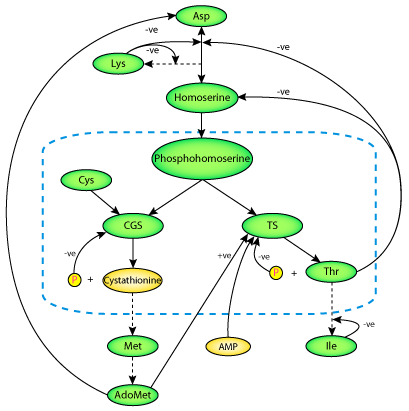 Asp
-ve
-ve
-ve
Lys
Homoserine
-ve
Phosphohomoserine
Cys
CGS
TS
-ve
+ve
-ve
P
+
Cystathionine
P
+
Thr
-ve
Met
AMP
Ile
AdoMet